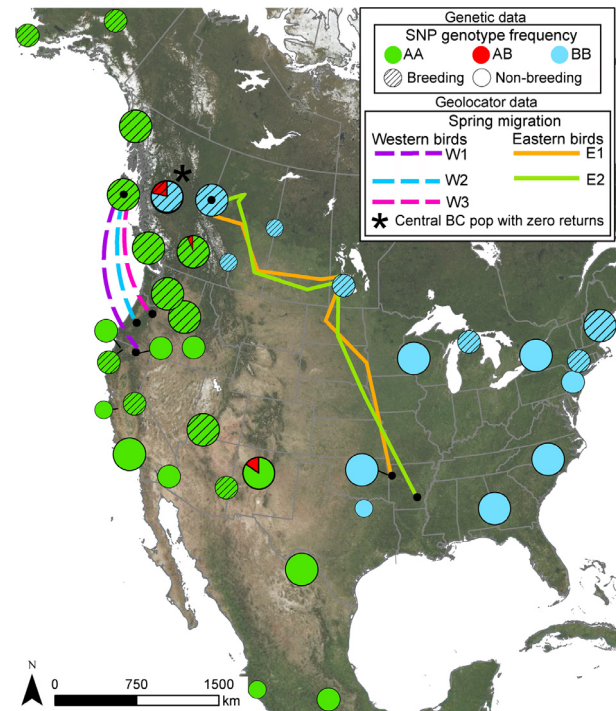 Genetic data
SNP genotype frequency
AA AB BB
Breeding Non-breeding
Geolocator data
Spring migration
Western birds Eastern birds
W1 E1
W2 E2
W3
* Central BC pop with zero returns
*
N
0 750 1500
km